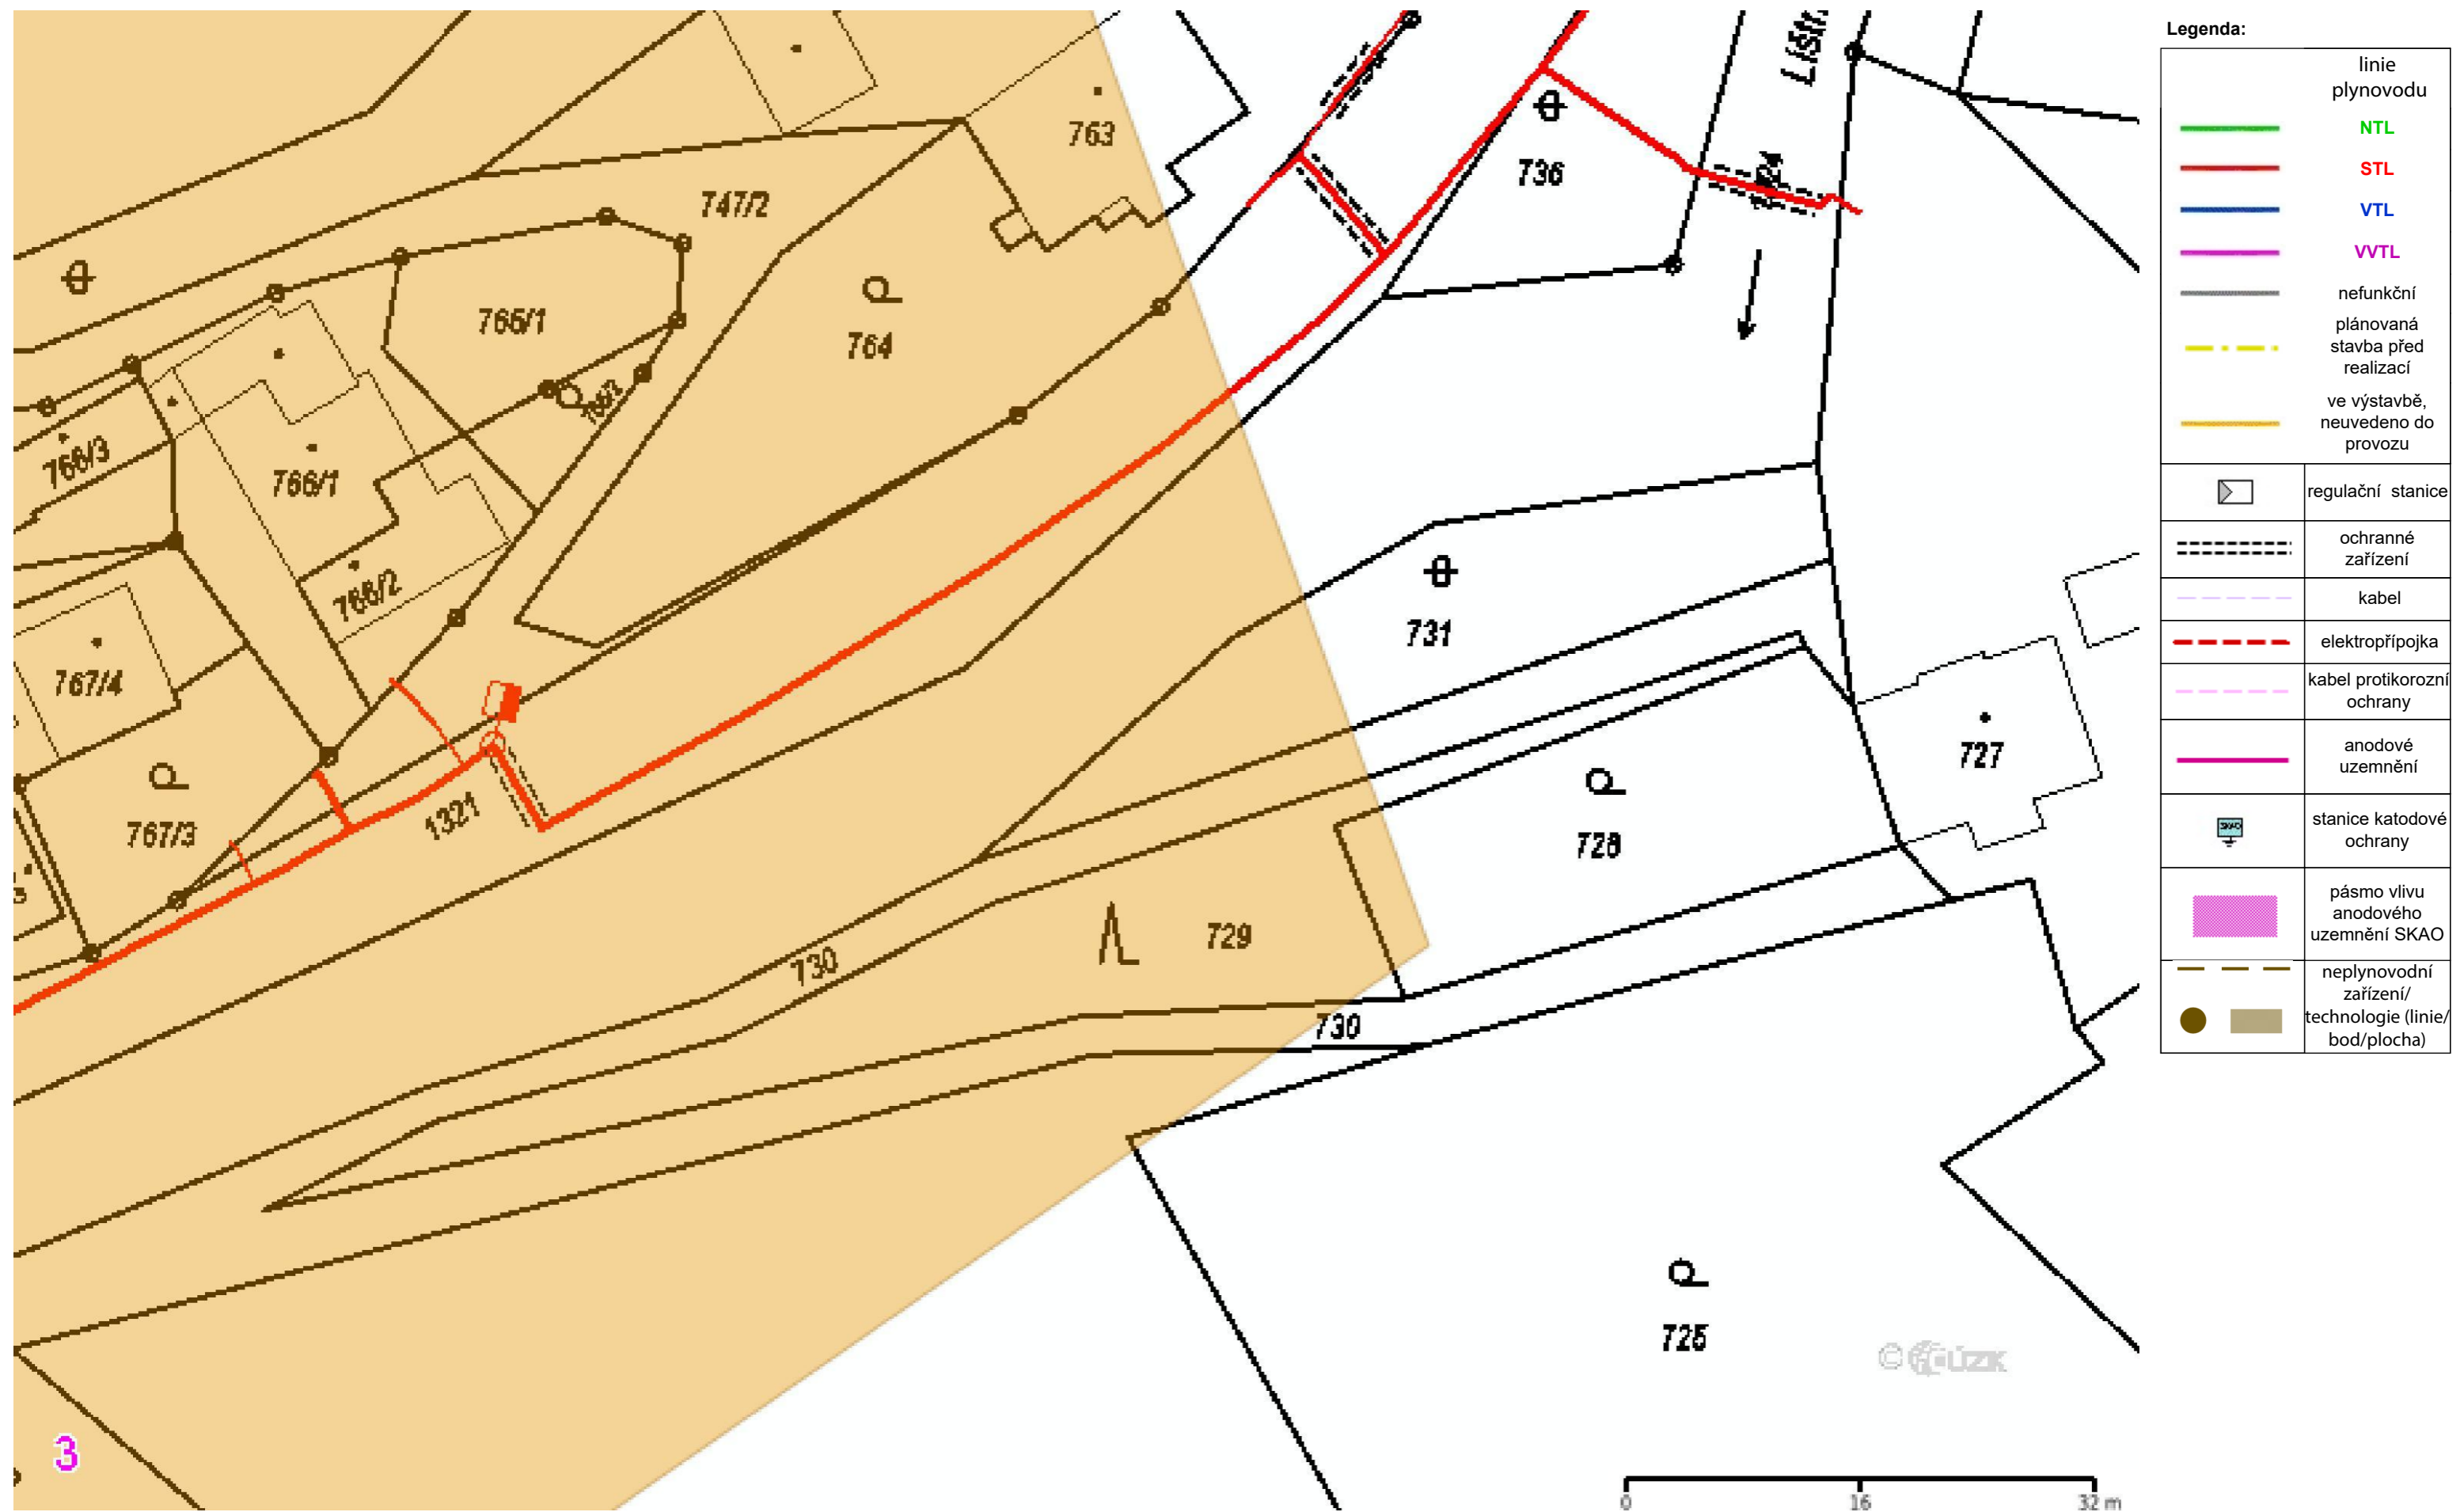 Legenda:
linie
plynovodu
NTL
STL
VTL
VVTL
nefunkční
plánovaná
stavba před
realizací
ve výstavbě,
neuvedeno do
provozu
regulační stanice
ochranné
zařízení
kabel
elektropřípojka
kabel protikorozní
ochrany
anodové
uzemnění
SKAO
stanice katodové
ochrany
pásmo vlivu
anodového
uzemnění SKAO
neplynovodní
zařízení/
technologie (linie/
bod/plocha)
763
736
747/2
765/1
764
766/3
766/1
766/2
767/4
767/3
1321
731
727
728
729
730
730
725
3
© ČÚZK
0 16 32 m